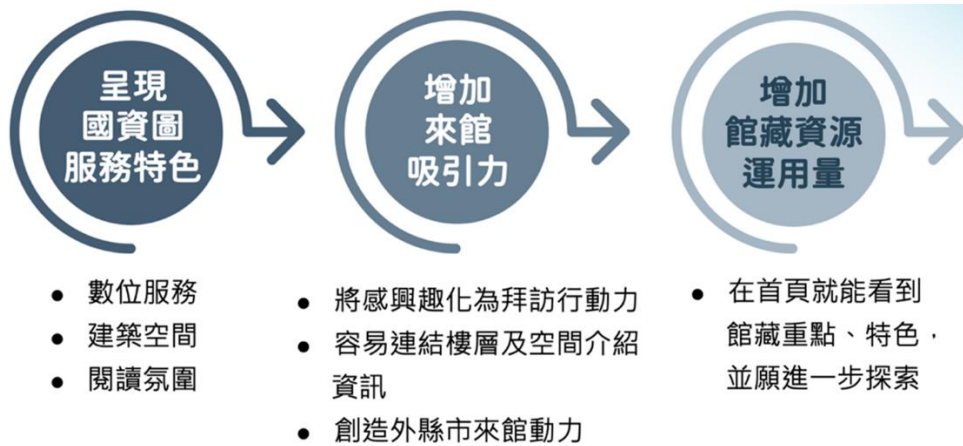 呈現
國資圖
服務特色
增加
來館
吸引力
增加
館藏資源
運用量
• 數位服務
• 建築空間
• 閱讀氛圍
• 將感興趣化為拜訪行動力
• 容易連結樓層及空間介紹
資訊
• 創造外縣市來館動力
• 在首頁就能看到
館藏重點、特色，
並願進一步探索